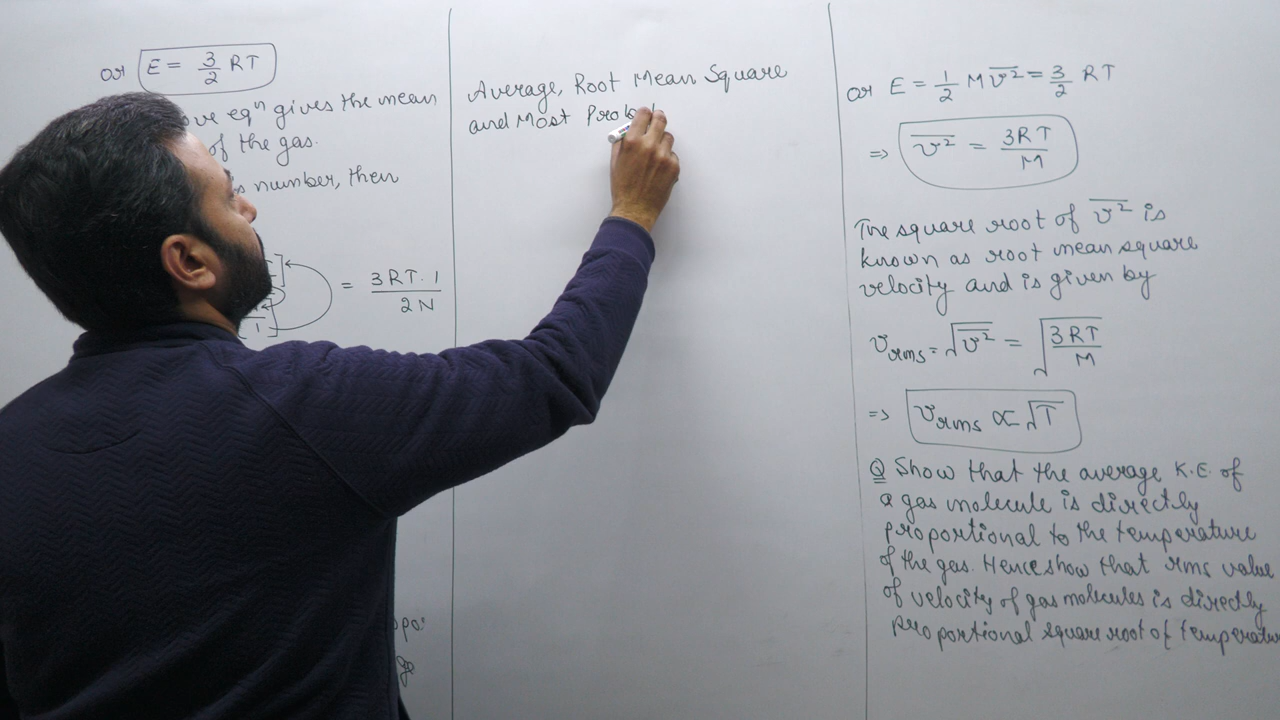 or E = 3/2 RT
ove eqⁿ gives the mean
of the gas.
number, then
= 3RT.1/2N
Average, Root Mean Square
and Most Prob
or E = 1/2 M v̅² = 3/2 RT
=> v̅² = 3RT/M
The square root of v̅² is
known as root mean square
velocity and is given by
vrms = √v̅² = √3RT/M
=> vrms ∝ √T
Q Show that the average K.E. of
a gas molecule is directly
proportional to the temperature
of the gas. Hence show that rms value
of velocity of gas molecules is directly
proportional square root of temperatur